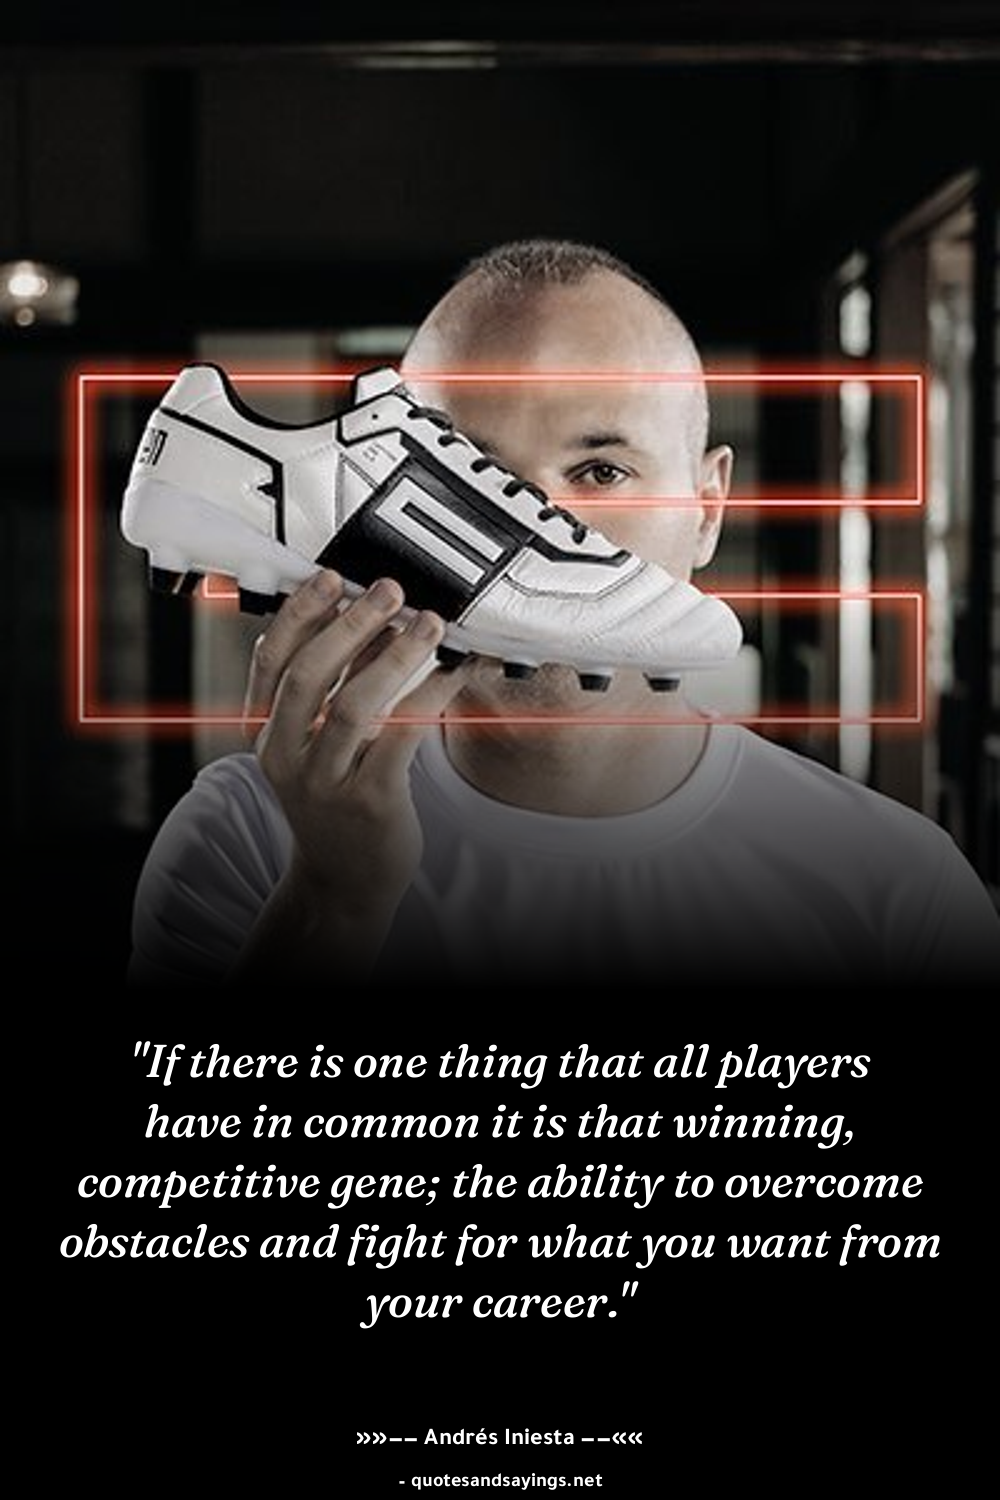 "If there is one thing that all players
have in common it is that winning,
competitive gene; the ability to overcome
obstacles and fight for what you want from
your career."
»»–– Andrés Iniesta ––««
- quotesandsayings.net